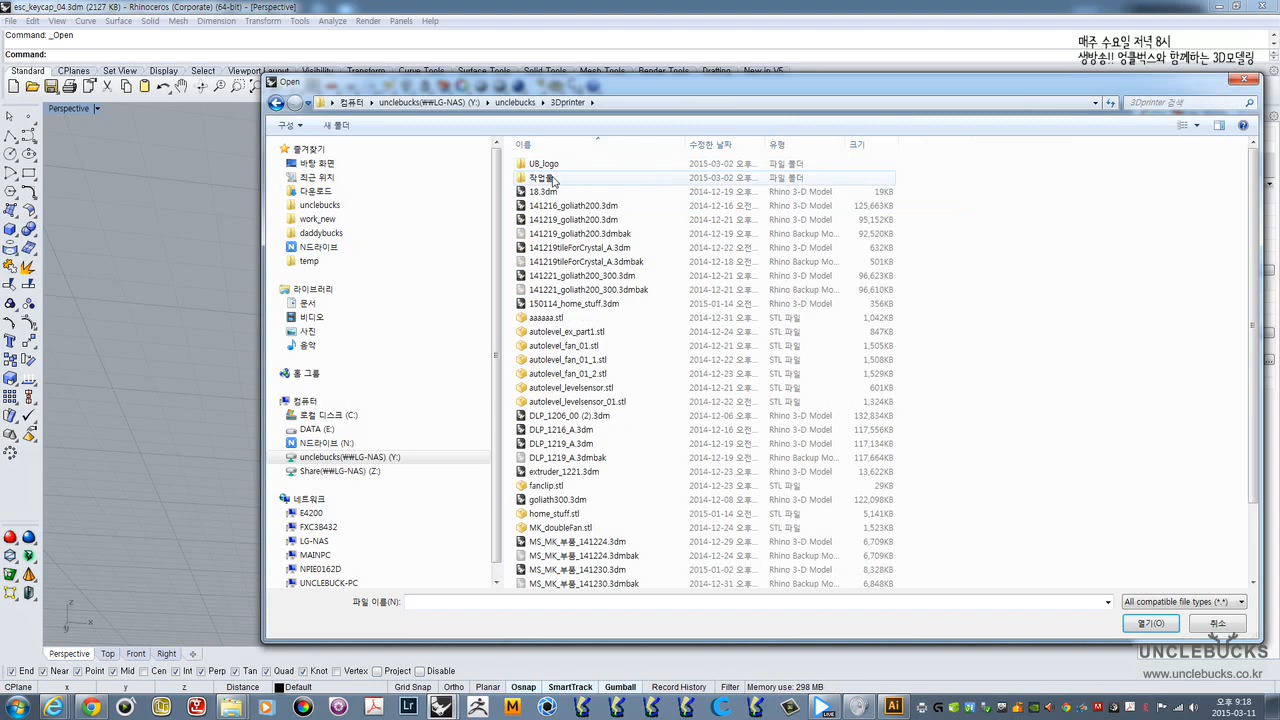 esc_keycap_04.3dm (2127 KB) - Rhinoceros (Corporate) (64-bit) - [Perspective]
File Edit View Curve Surface Solid Mesh Dimension Transform Tools Analyze Render Panels Help
Command: _Open
Command:
매주 수요일 저녁 8시
생방송!! 엉클벅스와 함께하는 3D모델링
Standard CPlanes Set View Display Select Viewport Layout Visibility Transform Curve Tools Surface Tools Solid Tools Mesh Tools Render Tools Drafting New in V5
Open
컴퓨터 unclebucks(₩₩LG-NAS) (Y:) unclebucks 3Dprinter
3Dprinter 검색
구성 새 폴더
Perspective
이름 수정한 날짜 유형 크기
즐겨찾기
바탕 화면
최근 위치
다운로드
unclebucks
work_new
daddybucks
N드라이브
temp
라이브러리
문서
비디오
사진
음악
홈 그룹
컴퓨터
로컬 디스크 (C:)
DATA (E:)
N드라이브 (N:)
unclebucks(₩₩LG-NAS) (Y:)
Share(₩₩LG-NAS) (Z:)
네트워크
E4200
FXC3B432
LG-NAS
MAINPC
NPIE0162D
UNCLEBUCK-PC
UB_logo 2015-03-02 오후... 파일 폴더
작업물 2015-03-02 오후... 파일 폴더
18.3dm 2014-12-19 오후... Rhino 3-D Model 19KB
141216_goliath200.3dm 2014-12-16 오전... Rhino 3-D Model 125,663KB
141219_goliath200.3dm 2014-12-19 오후... Rhino 3-D Model 95,152KB
141219_goliath200.3dmbak 2014-12-19 오후... Rhino Backup Mo... 92,520KB
141219tileForCrystal_A.3dm 2014-12-22 오후... Rhino 3-D Model 632KB
141219tileForCrystal_A.3dmbak 2014-12-18 오후... Rhino Backup Mo... 501KB
141221_goliath200_300.3dm 2014-12-22 오전... Rhino 3-D Model 96,623KB
141221_goliath200_300.3dmbak 2014-12-22 오전... Rhino Backup Mo... 96,610KB
150114_home_stuff.3dm 2015-01-14 오전... Rhino 3-D Model 356KB
aaaaaa.stl 2014-12-31 오후... STL 파일 1,042KB
autolevel_ex_part1.stl 2014-12-24 오후... STL 파일 847KB
autolevel_fan_01.stl 2014-12-22 오후... STL 파일 1,505KB
autolevel_fan_01_1.stl 2014-12-22 오후... STL 파일 1,508KB
autolevel_fan_01_2.stl 2014-12-23 오후... STL 파일 1,529KB
autolevel_levelsensor.stl 2014-12-22 오후... STL 파일 601KB
autolevel_levelsensor_01.stl 2014-12-22 오후... STL 파일 1,324KB
DLP_1206_00 (2).3dm 2014-12-06 오후... Rhino 3-D Model 132,834KB
DLP_1216_A.3dm 2014-12-19 오후... Rhino 3-D Model 117,556KB
DLP_1219_A.3dm 2014-12-19 오후... Rhino 3-D Model 117,134KB
DLP_1219_A.3dmbak 2014-12-19 오후... Rhino Backup Mo... 117,664KB
extruder_1221.3dm 2014-12-23 오후... Rhino 3-D Model 13,622KB
fanclip.stl 2014-12-23 오후... STL 파일 29KB
goliath300.3dm 2014-12-08 오후... Rhino 3-D Model 122,098KB
home_stuff.stl 2015-01-14 오후... STL 파일 5,141KB
MK_doubleFan.stl 2014-12-24 오후... STL 파일 1,523KB
MS_MK_부품_141224.3dm 2014-12-29 오전... Rhino 3-D Model 6,709KB
MS_MK_부품_141224.3dmbak 2014-12-29 오전... Rhino Backup Mo... 6,709KB
MS_MK_부품_141230.3dm 2015-01-02 오전... Rhino 3-D Model 8,328KB
MS_MK_부품_141230.3dmbak 2014-12-31 오후... Rhino Backup Mo... 6,848KB
파일 이름(N): All compatible file types (*.*)
열기(O) 취소
z
y x
UNCLEBUCKS
www.unclebucks.co.kr
Perspective Top Front Right
End Near Point Mid Cen Int Perp Tan Quad Knot Vertex Project Disable
CPlane x y z Distance Default Grid Snap Ortho Planar Osnap SmartTrack Gumball Record History Filter Memory use: 298 MB
Lr M Ai 오후 9:18
2015-03-11